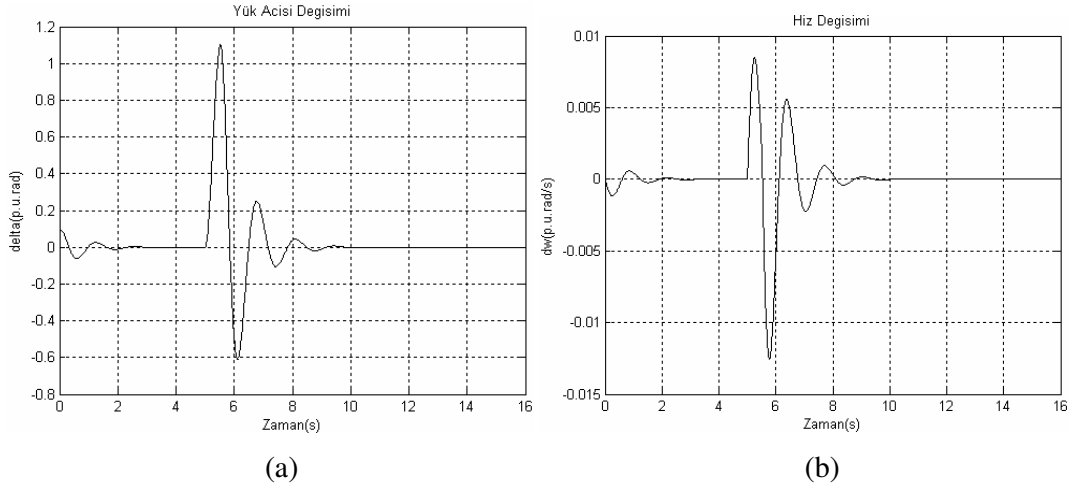 Yük Acisi Degisimi
1.2
1
0.8
0.6
0.4
0.2
0
-0.2
-0.4
-0.6
-0.8
delta(p.u.rad)
0 2 4 6 8 10 12 14 16
Zaman(s)
(a)
Hiz Degisimi
0.01
0.005
0
-0.005
-0.01
-0.015
dw(p.u.rad/s)
0 2 4 6 8 10 12 14 16
Zaman(s)
(b)